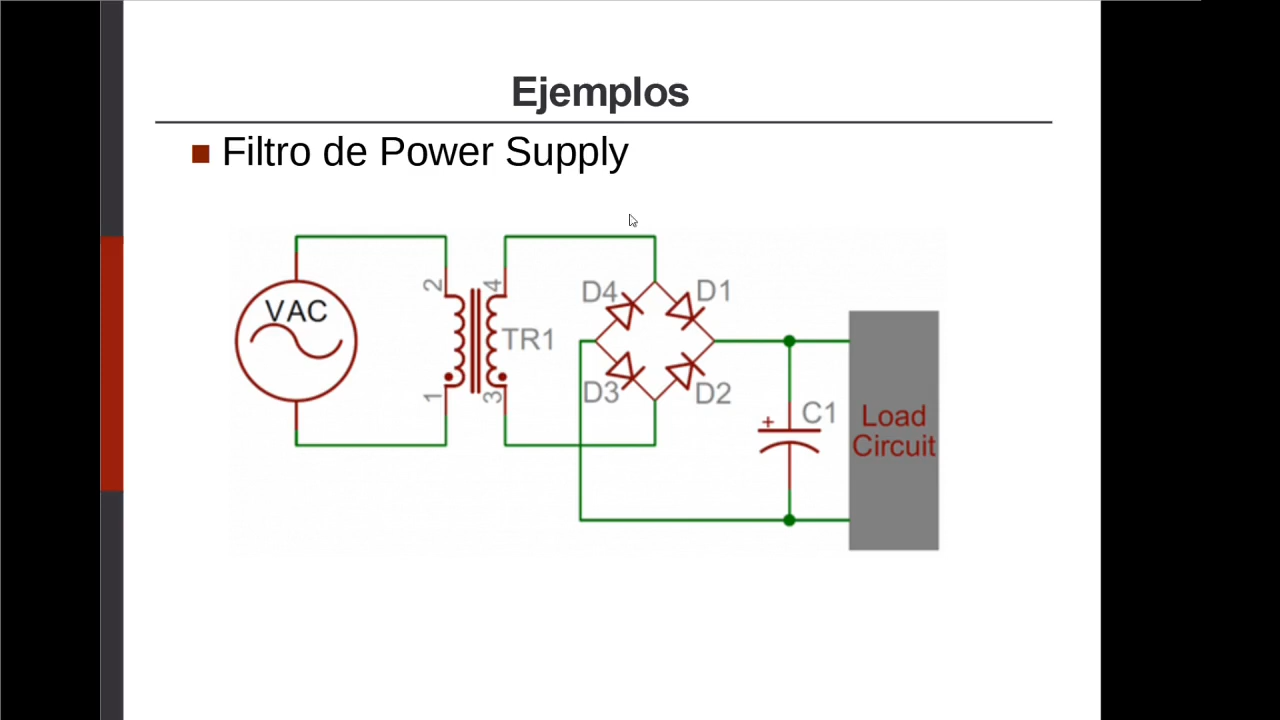 Ejemplos
Filtro de Power Supply
VAC
2
1
4
3
TR1
D4
D1
D3
D2
+
C1
Load
Circuit